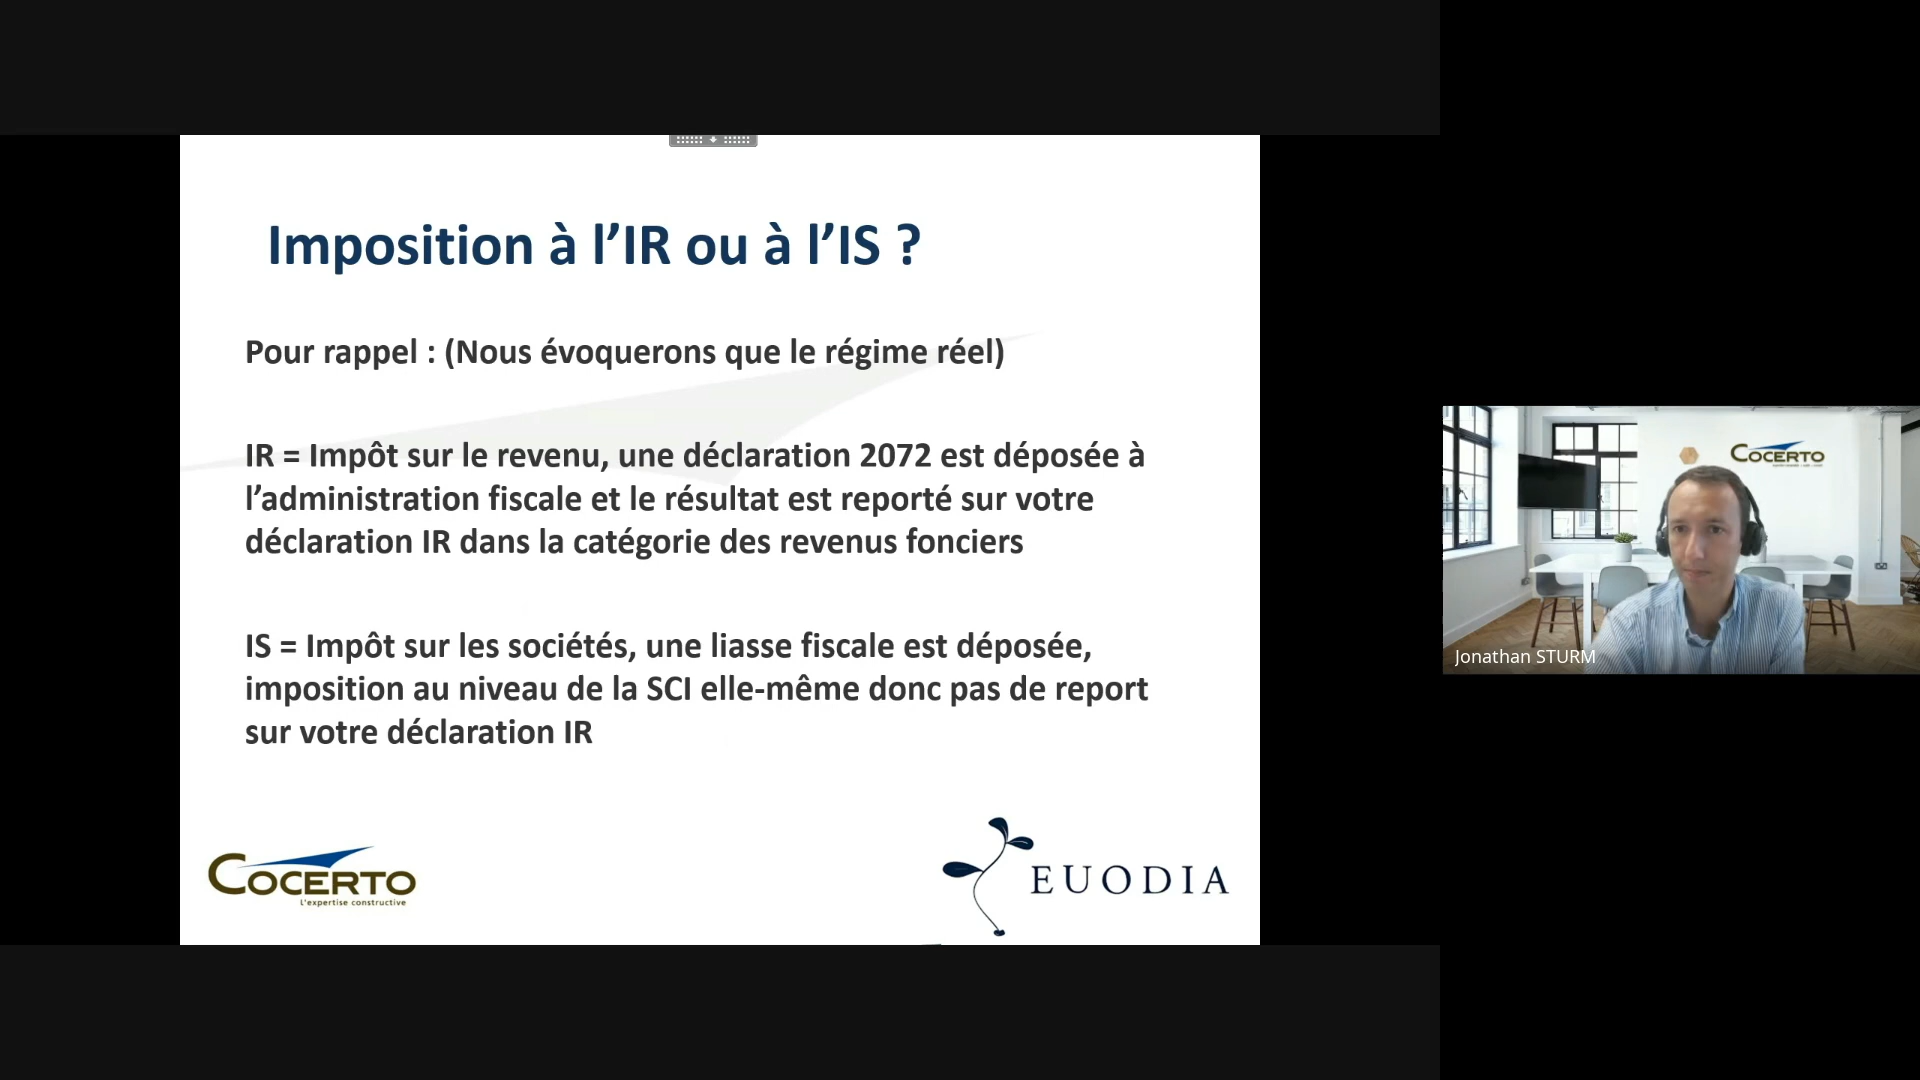 Imposition à l’IR ou à l’IS ?
Pour rappel : (Nous évoquerons que le régime réel)
IR = Impôt sur le revenu, une déclaration 2072 est déposée à
l’administration fiscale et le résultat est reporté sur votre
déclaration IR dans la catégorie des revenus fonciers
IS = Impôt sur les sociétés, une liasse fiscale est déposée,
imposition au niveau de la SCI elle-même donc pas de report
sur votre déclaration IR
COCERTO
L'expertise constructive
EUODIA
COCERTO
Jonathan STURM